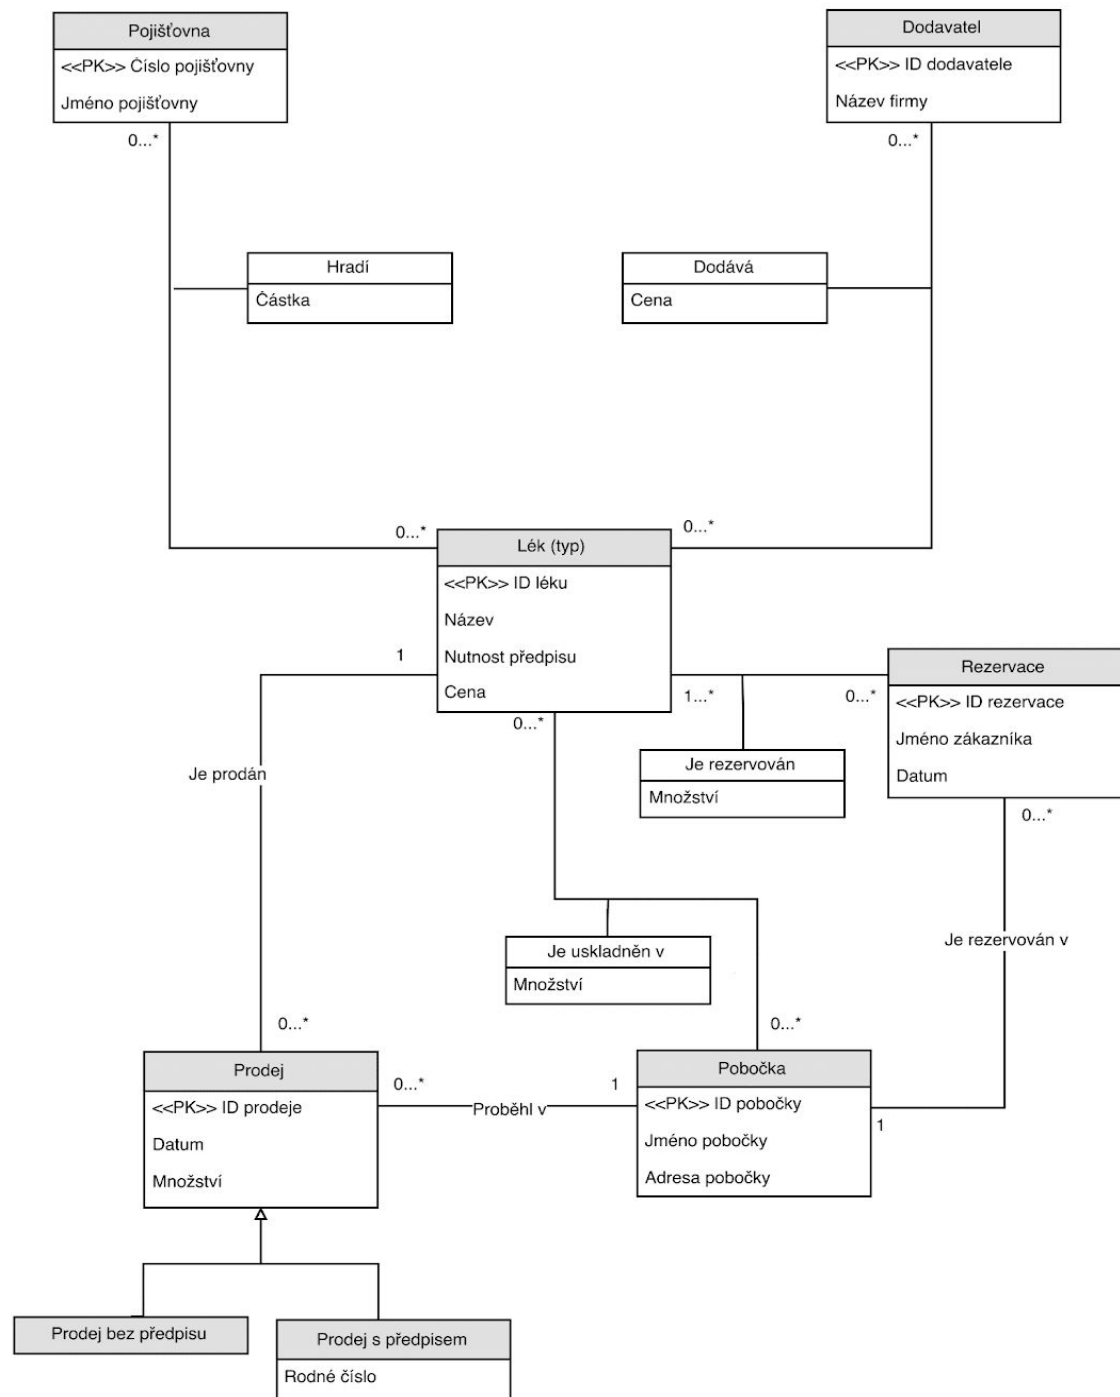 Pojišťovna
<<PK>> Číslo pojišťovny
Jméno pojišťovny
0...*
Dodavatel
<<PK>> ID dodavatele
Název firmy
0...*
Hradí
Částka
Dodává
Cena
0...*
0...*
Lék (typ)
<<PK>> ID léku
Název
Nutnost předpisu
Cena
1
0...*
1...*
0...*
Rezervace
<<PK>> ID rezervace
Jméno zákazníka
Datum
0...*
Je prodán
Je rezervován
Množství
Je uskladněn v
Množství
Je rezervován v
0...*
0...*
Prodej
<<PK>> ID prodeje
Datum
Množství
0...*
Proběhl v
1
Pobočka
<<PK>> ID pobočky
Jméno pobočky
Adresa pobočky
1
Prodej bez předpisu
Prodej s předpisem
Rodné číslo